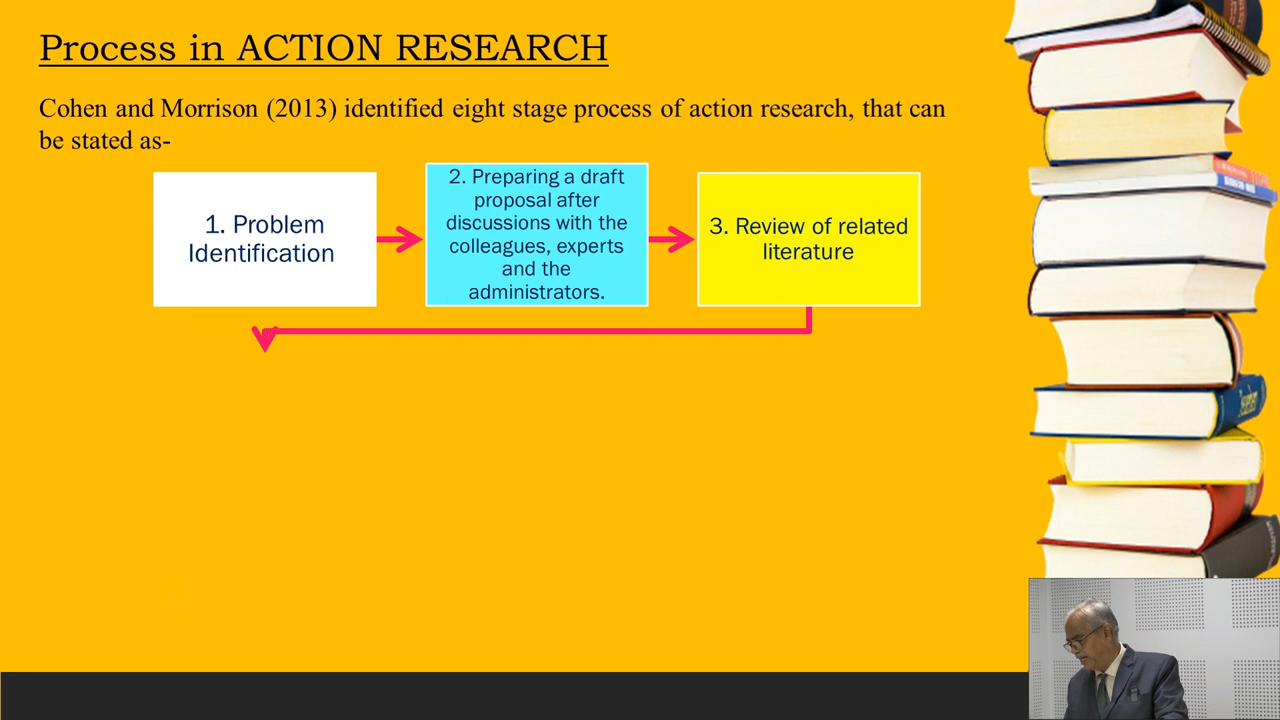 Process in ACTION RESEARCH
Cohen and Morrison (2013) identified eight stage process of action research, that can
be stated as-
1. Problem
Identification
2. Preparing a draft
proposal after
discussions with the
colleagues, experts
and the
administrators.
3. Review of related
literature